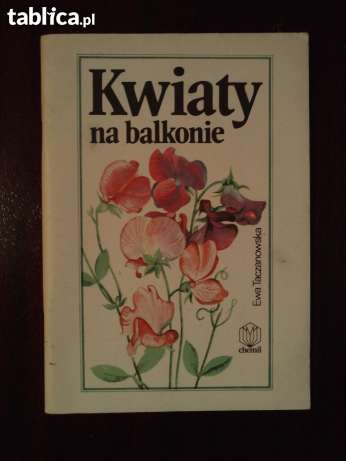 tablica.pl
Kwiaty
na balkonie
Ewa Taczanowska
chemil